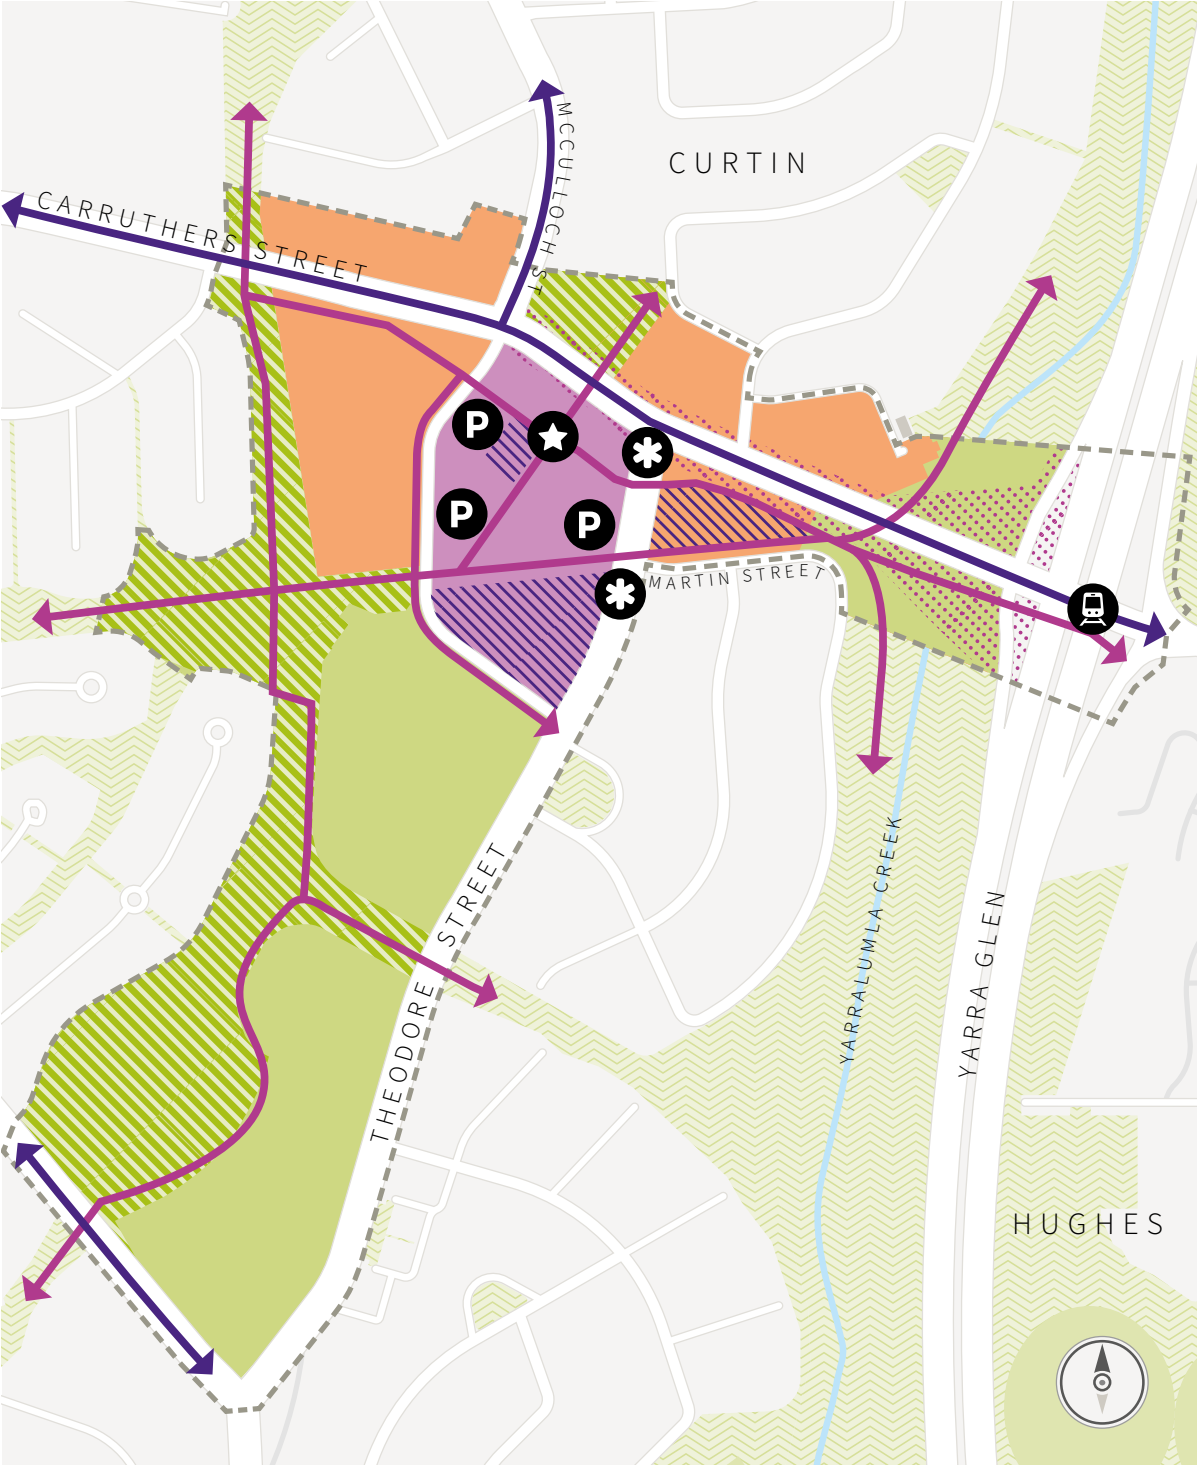 MCCULLOCH ST
CURTIN
CARRUTHERS STREET
P
P
P
MARTIN STREET
THEODORE STREET
YARRALUMLA CREEK
YARRA GLEN
HUGHES